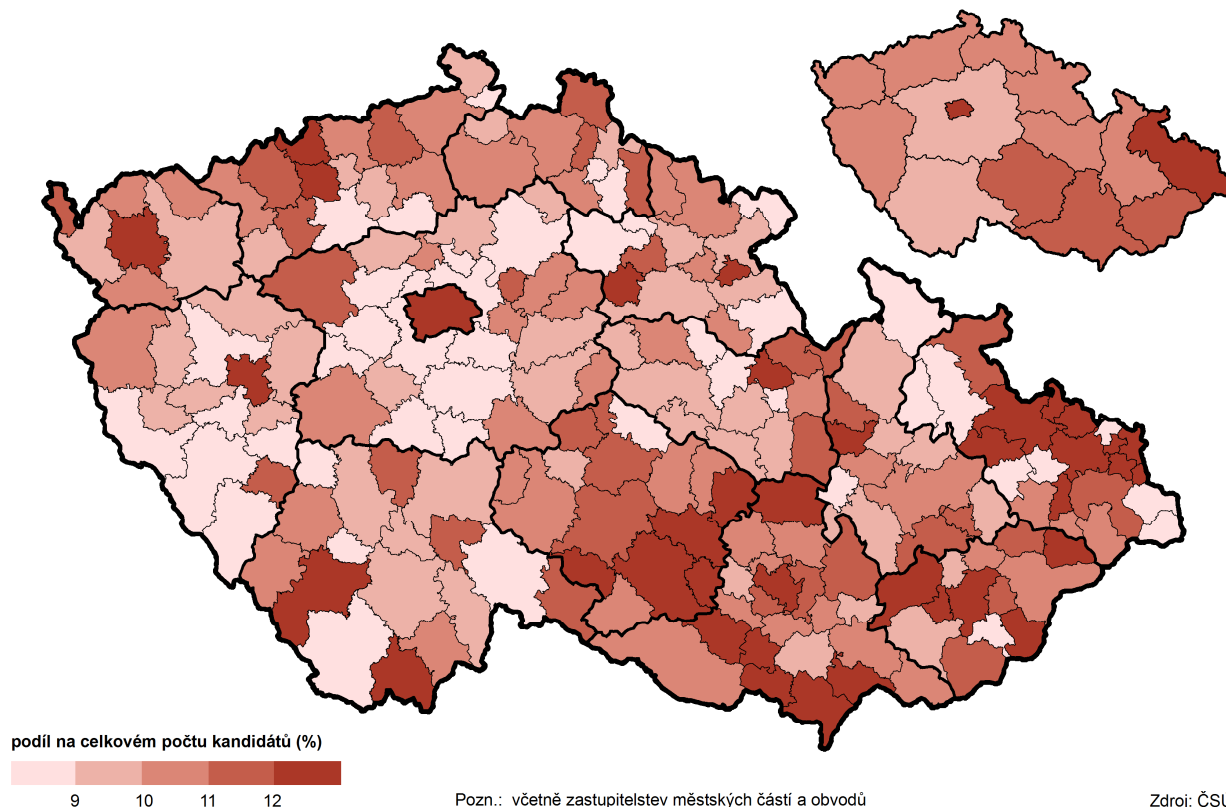 podíl na celkovém počtu kandidátů (%)
9 10 11 12
Pozn.: včetně zastupitelstev městských částí a obvodů
Zdroj: ČSÚ